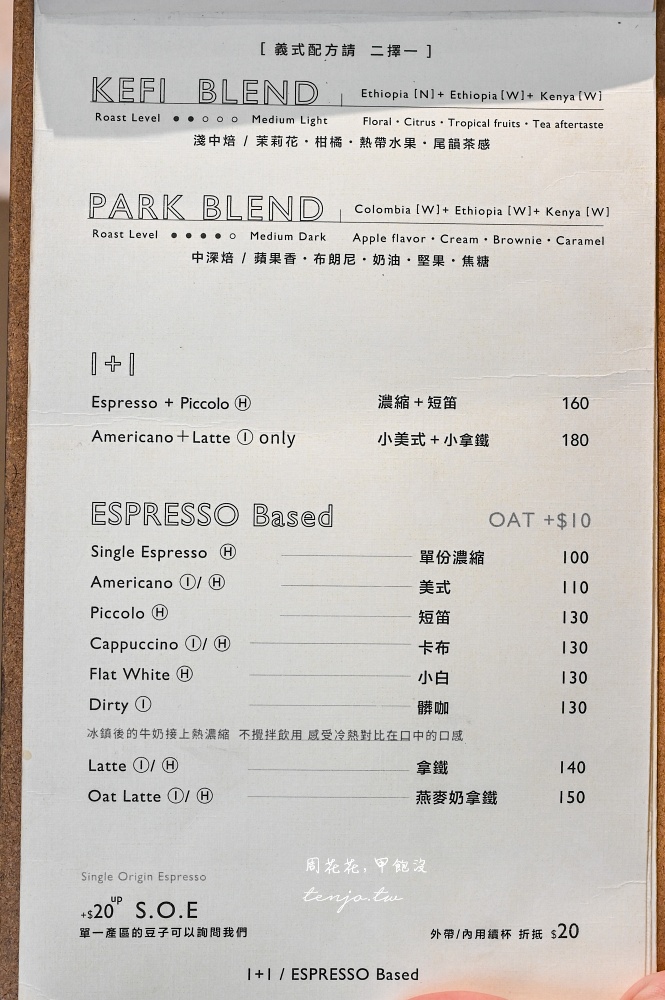 [ 義式配方請 二擇一 ]
KEFI BLEND | Ethiopia [N]+ Ethiopia [W]+ Kenya [W]
Roast Level ●●○○○ Medium Light Floral・Citrus・Tropical fruits・Tea aftertaste
淺中焙 / 茉莉花・柑橘・熱帶水果・尾韻茶感
PARK BLEND | Colombia [W]+ Ethiopia [W]+ Kenya [W]
Roast Level ●●●●○ Medium Dark Apple flavor・Cream・Brownie・Caramel
中深焙 / 蘋果香・布朗尼・奶油・堅果・焦糖
1+1
Espresso + Piccolo Ⓗ 濃縮+短笛 160
Americano+Latte Ⓘ only 小美式+小拿鐵 180
ESPRESSO Based OAT +$10
Single Espresso Ⓗ 單份濃縮 100
Americano Ⓘ/ Ⓗ 美式 110
Piccolo Ⓗ 短笛 130
Cappuccino Ⓘ/ Ⓗ 卡布 130
Flat White Ⓗ 小白 130
Dirty Ⓘ 髒咖 130
冰鎮後的牛奶接上熱濃縮 不攪拌飲用 感受冷熱對比在口中的口感
Latte Ⓘ/ Ⓗ 拿鐵 140
Oat Latte Ⓘ/ Ⓗ 燕麥奶拿鐵 150
周花花,甲飽沒
tenjo.tw
Single Origin Espresso
+$20up S.O.E
單一產區的豆子可以詢問我們 外帶/內用續杯 折抵 $20
1+1 / ESPRESSO Based